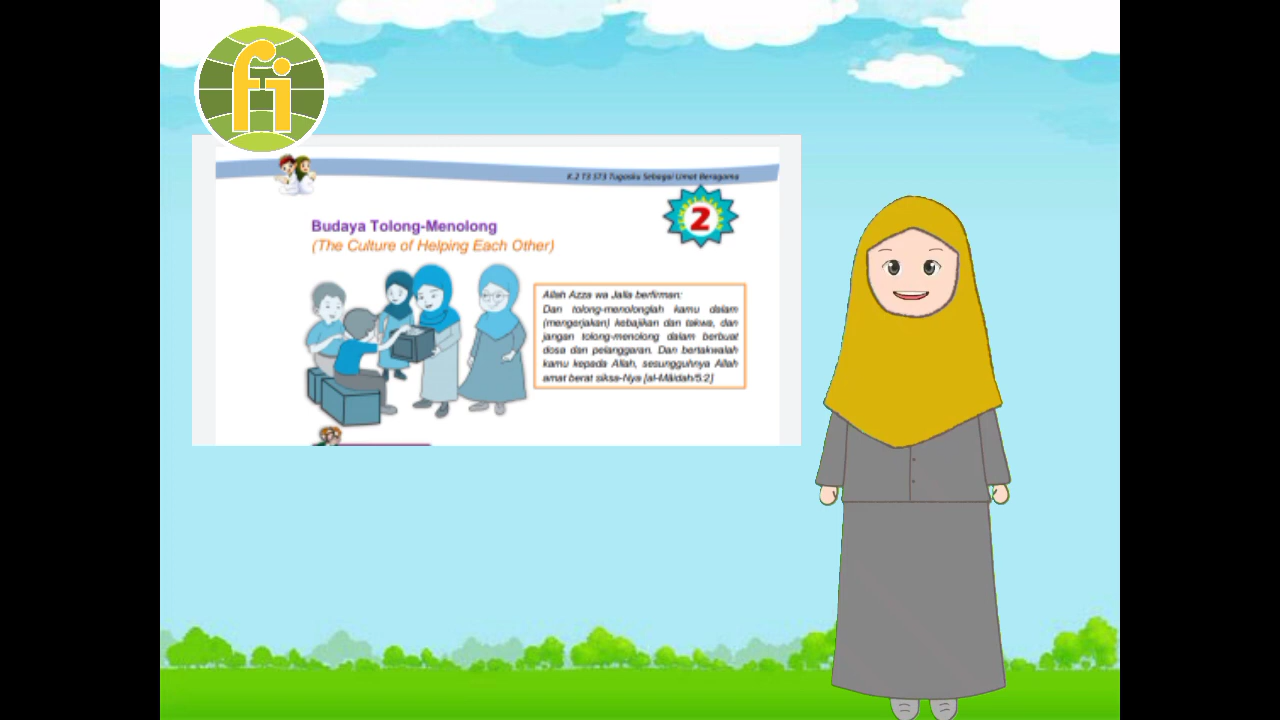 fi
K.2 T3 ST3 Tugasku Sebagai Umat Beragama
2
Budaya Tolong-Menolong
(The Culture of Helping Each Other)
Allah Azza wa Jalla berfirman:
Dan tolong-menolonglah kamu dalam
(mengerjakan) kebajikan dan takwa, dan
jangan tolong-menolong dalam berbuat
dosa dan pelanggaran. Dan bertakwalah
kamu kepada Allah, sesungguhnya Allah
amat berat siksa-Nya [al-Mâidah/5:2]